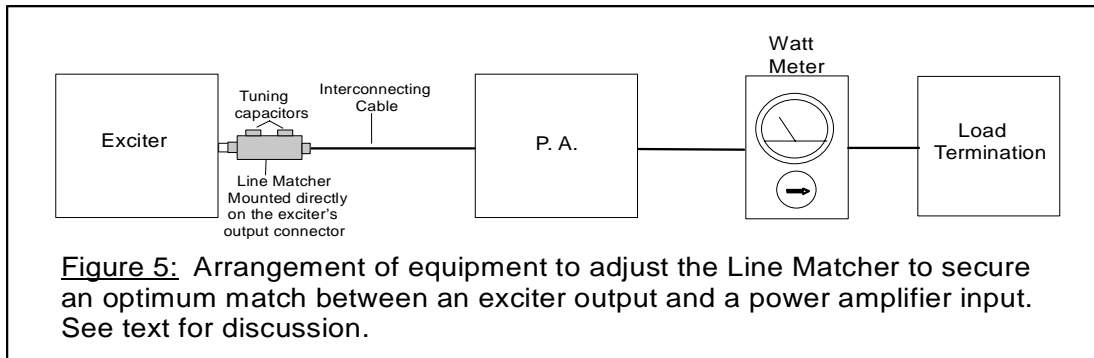 Exciter
Tuning
capacitors
Line Matcher
Mounted directly
on the exciter's
output connector
Interconnecting
Cable
P. A.
Watt
Meter
Load
Termination
Figure 5: Arrangement of equipment to adjust the Line Matcher to secure
an optimum match between an exciter output and a power amplifier input.
See text for discussion.